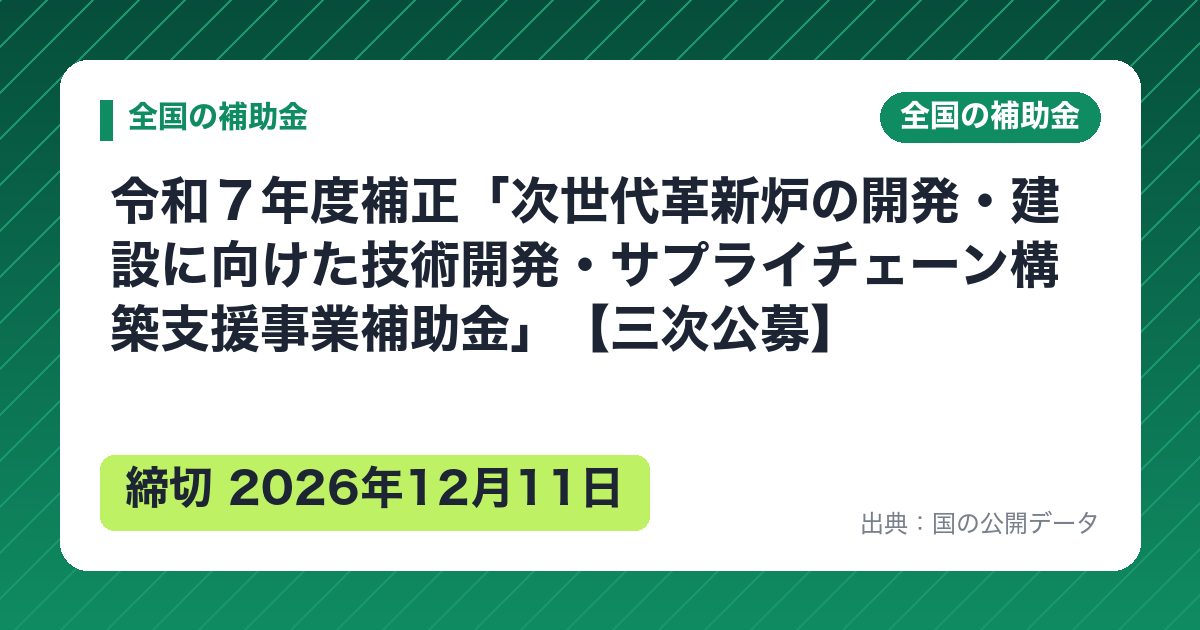 全国の補助金
全国の補助金
令和７年度補正「次世代革新炉の開発・建
設に向けた技術開発・サプライチェーン構
築支援事業補助金」【三次公募】
締切 2026年12月11日
出典：国の公開データ